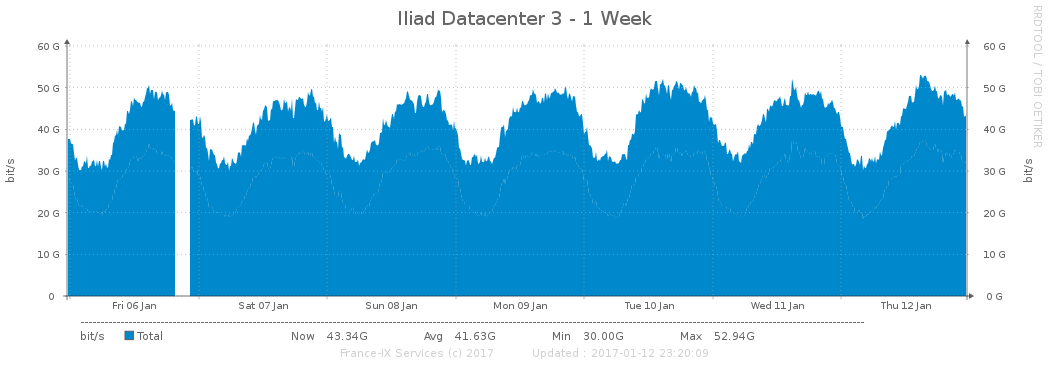 Iliad Datacenter 3 - 1 Week
RRDTOOL / TOBI OETIKER
60 G 60 G
50 G 50 G
40 G 40 G
30 G 30 G
20 G 20 G
10 G 10 G
0 0 G
bit/s bit/s
Fri 06 Jan Sat 07 Jan Sun 08 Jan Mon 09 Jan Tue 10 Jan Wed 11 Jan Thu 12 Jan
bit/s Total Now 43.34G Avg 41.63G Min 30.00G Max 52.94G
France-IX Services (c) 2017 Updated : 2017-01-12 23:20:09